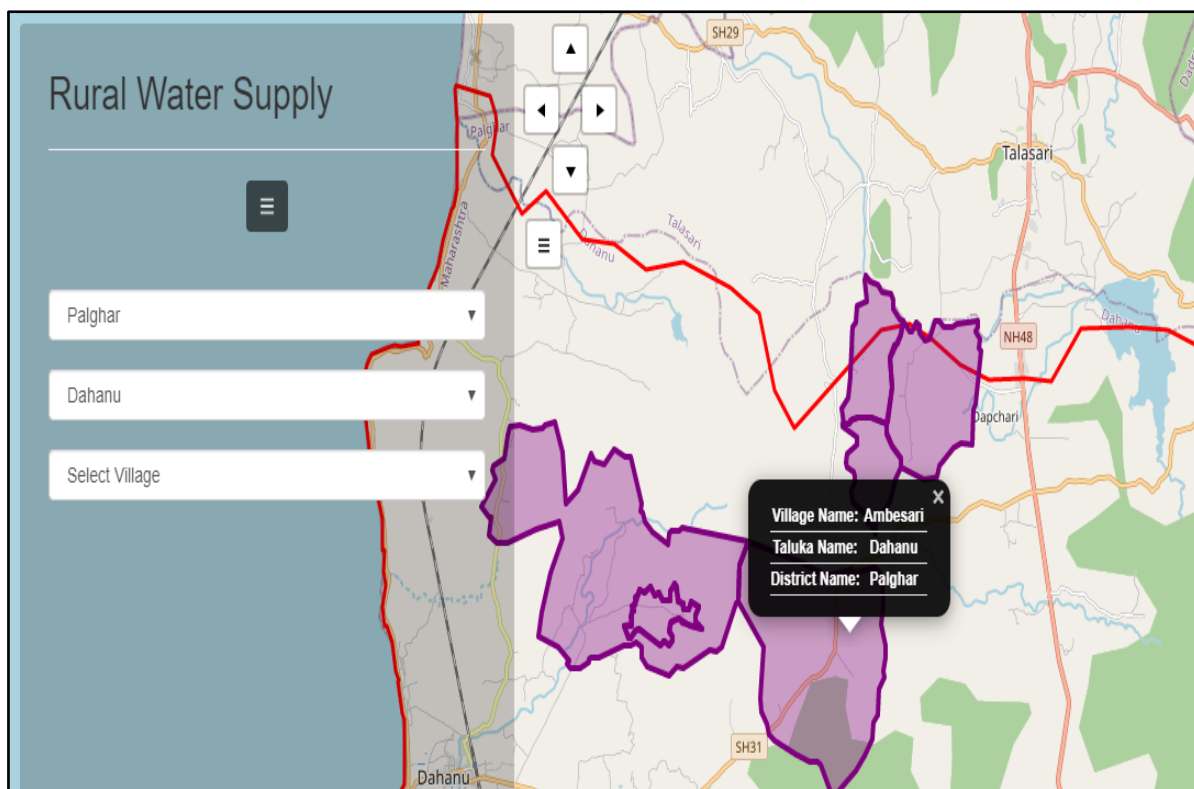 Rural Water Supply
☰
Palghar
Dahanu
Select Village
SH29
Palghar
Maharashtra
Talasari
Dahanu
Talasari
Dahanu
NH48
Dapchari
Village Name: Ambesari
Taluka Name: Dahanu
District Name: Palghar
SH31
Dahanu